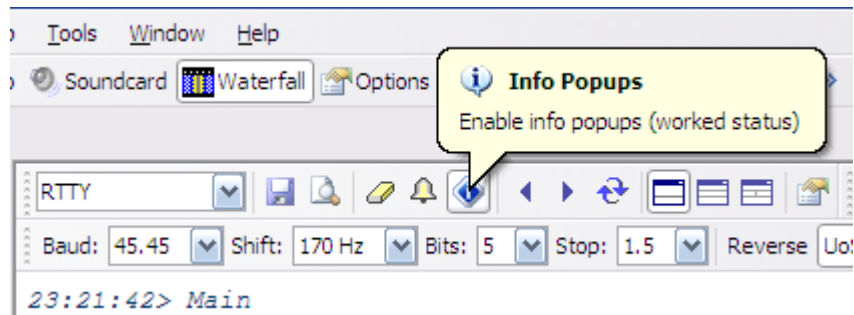 Tools Window Help
Soundcard Waterfall Options
Info Popups
Enable info popups (worked status)
RTTY
Baud: 45.45 Shift: 170 Hz Bits: 5 Stop: 1.5 Reverse UoS
23:21:42> Main